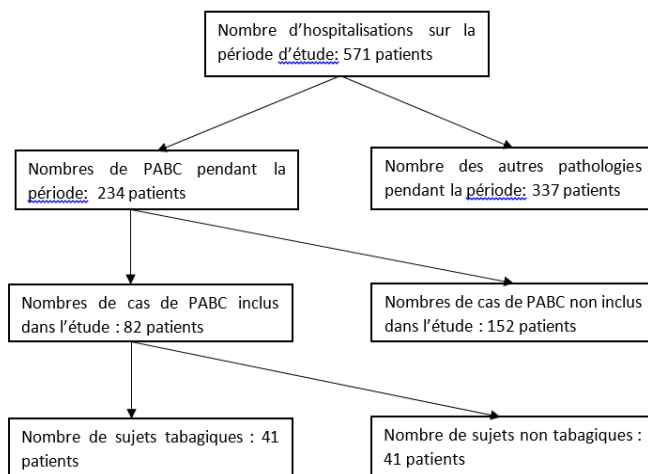 Nombre d’hospitalisations sur la
période d’étude: 571 patients
Nombres de PABC pendant la
période: 234 patients
Nombre des autres pathologies
pendant la période: 337 patients
Nombres de cas de PABC inclus
dans l’étude : 82 patients
Nombres de cas de PABC non inclus
dans l’étude : 152 patients
Nombre de sujets tabagiques : 41
patients
Nombre de sujets non tabagiques :
41 patients